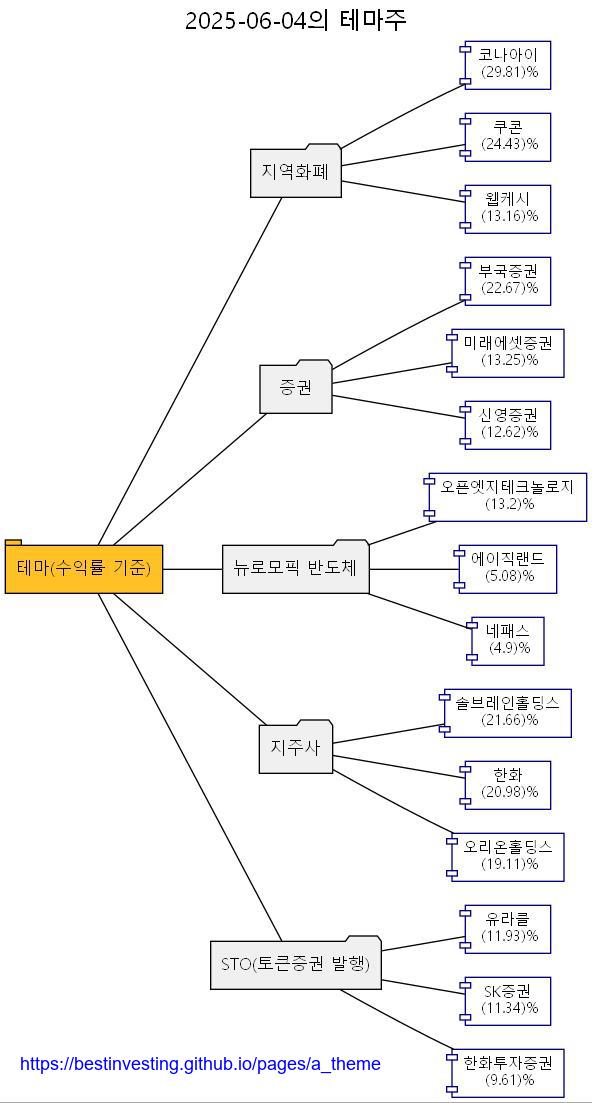 2025-06-04의 테마주
코나아이
(29.81)%
쿠콘
(24.43)%
지역화폐
웹케시
(13.16)%
부국증권
(22.67)%
미래에셋증권
(13.25)%
증권
신영증권
(12.62)%
오픈엣지테크놀로지
(13.2)%
테마(수익률 기준)
뉴로모픽 반도체
에이직랜드
(5.08)%
네패스
(4.9)%
솔브레인홀딩스
(21.66)%
지주사
한화
(20.98)%
오리온홀딩스
(19.11)%
유라클
(11.93)%
STO(토큰증권 발행)
SK증권
(11.34)%
한화투자증권
(9.61)%
https://bestinvesting.github.io/pages/a_theme